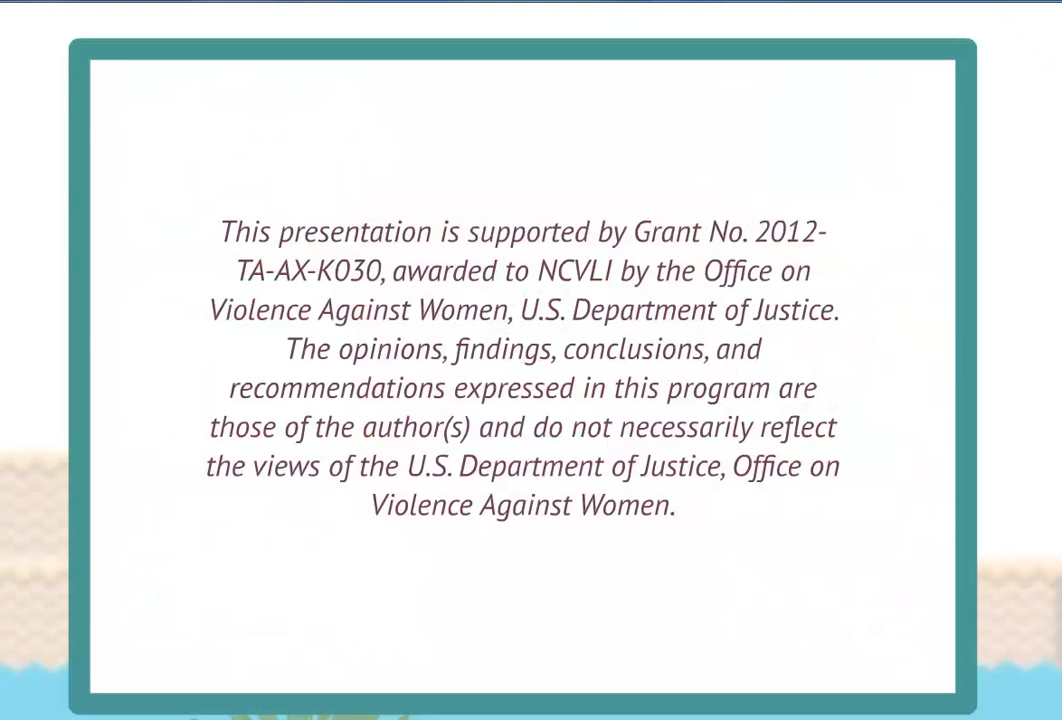 This presentation is supported by Grant No. 2012-
TA-AX-K030, awarded to NCVLI by the Office on
Violence Against Women, U.S. Department of Justice.
The opinions, findings, conclusions, and
recommendations expressed in this program are
those of the author(s) and do not necessarily reflect
the views of the U.S. Department of Justice, Office on
Violence Against Women.